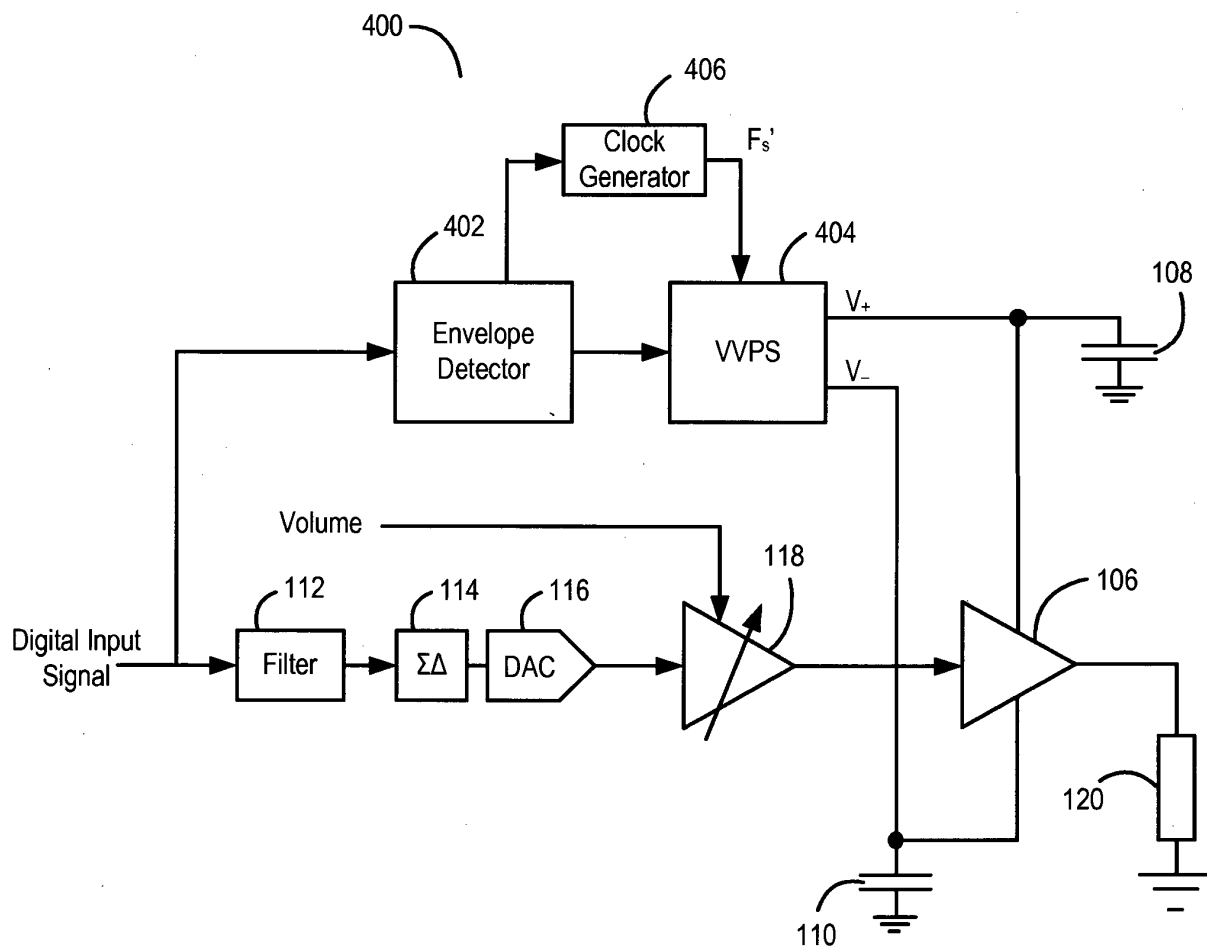 400
406
Clock
Generator
Fs'
402
404
108
Envelope
Detector
VVPS
V+
V–
Volume
118
106
112
114
116
Digital Input
Signal
Filter
ΣΔ
DAC
120
110